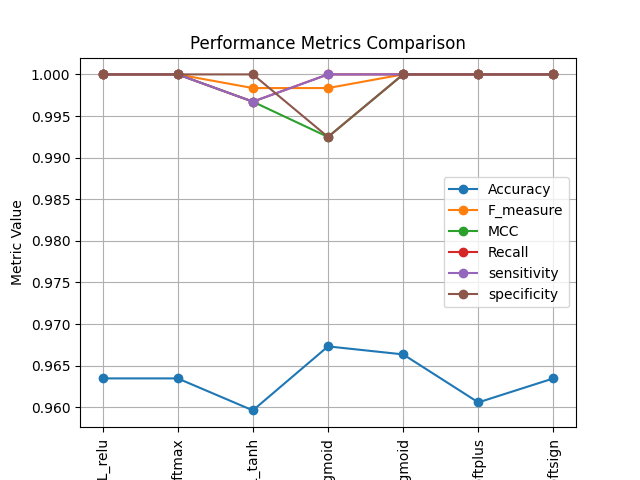 Performance Metrics Comparison
Metric Value
1.000
0.995
0.990
0.985
0.980
0.975
0.970
0.965
0.960
Accuracy
F_measure
MCC
Recall
sensitivity
specificity
L_relu
ftmax
_tanh
gmoid
gmoid
ftplus
ftsign